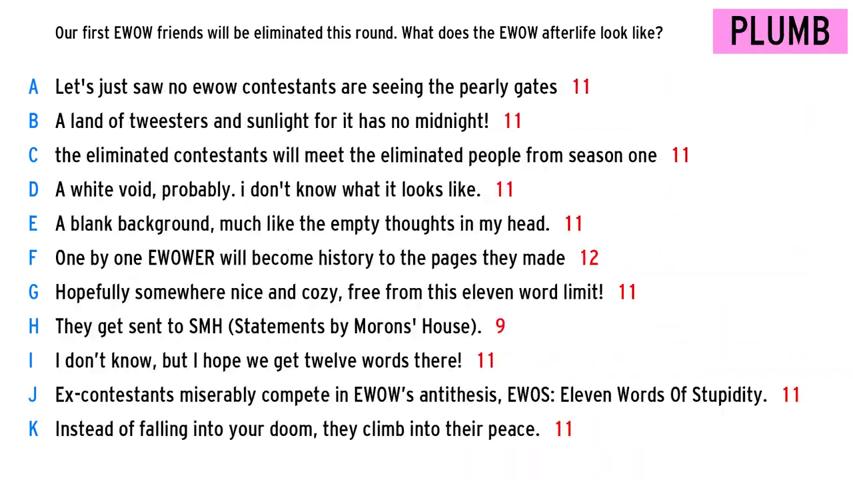 Our first EWOW friends will be eliminated this round. What does the EWOW afterlife look like?
PLUMB
A Let's just saw no ewow contestants are seeing the pearly gates 11
B A land of tweesters and sunlight for it has no midnight! 11
C the eliminated contestants will meet the eliminated people from season one 11
D A white void, probably. i don't know what it looks like. 11
E A blank background, much like the empty thoughts in my head. 11
F One by one EWOWER will become history to the pages they made 12
G Hopefully somewhere nice and cozy, free from this eleven word limit! 11
H They get sent to SMH (Statements by Morons' House). 9
I I don’t know, but I hope we get twelve words there! 11
J Ex-contestants miserably compete in EWOW’s antithesis, EWOS: Eleven Words Of Stupidity. 11
K Instead of falling into your doom, they climb into their peace. 11